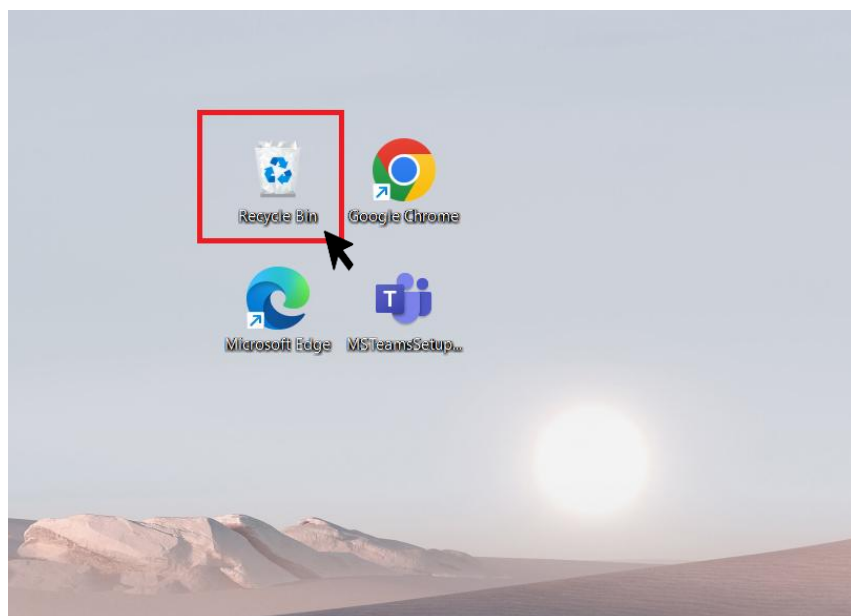 Recycle Bin
Google Chrome
Microsoft Edge
T
MSTeamsSetup...